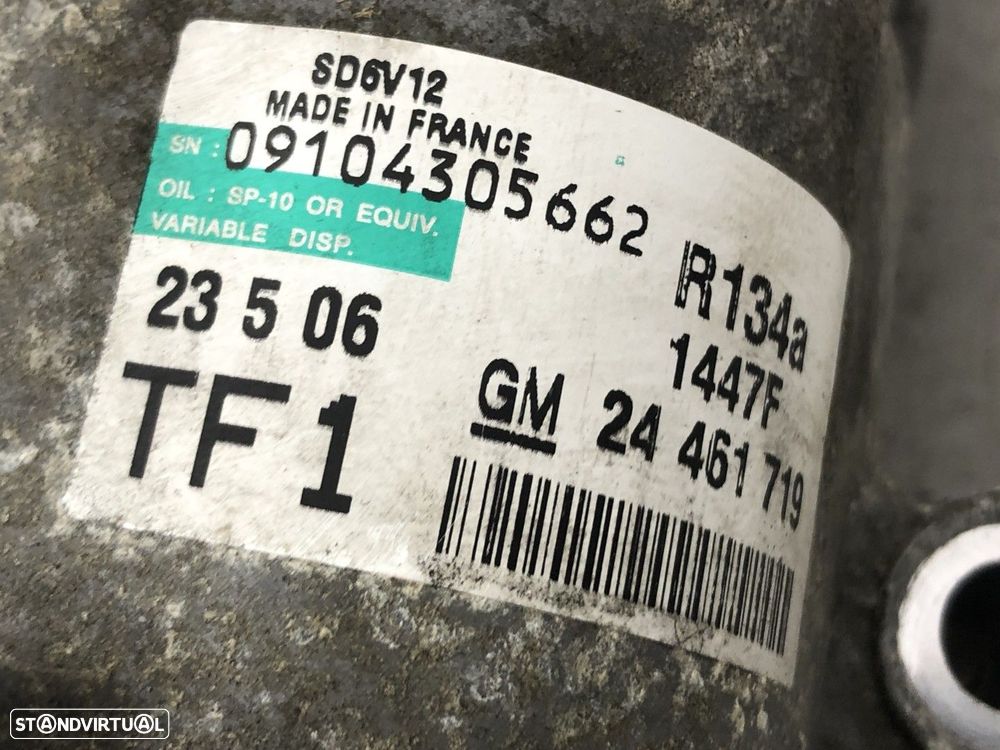 SD6V12
MADE IN FRANCE
SN : 09104305662
OIL : SP-10 OR EQUIV.
VARIABLE DISP.
R134a
23 5 06
1447F
TF1
GM 24 461 719
STANDVIRTUAL